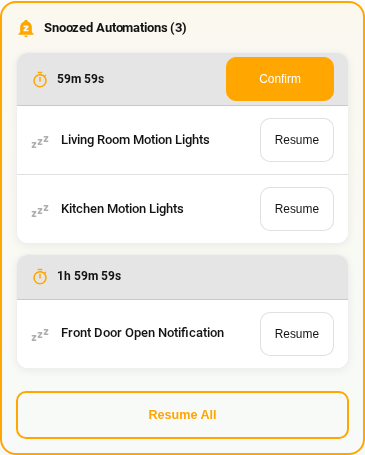 Snoozed Automations (3)
59m 59s Confirm
Living Room Motion Lights Resume
Kitchen Motion Lights Resume
1h 59m 59s
Front Door Open Notification Resume
Resume All